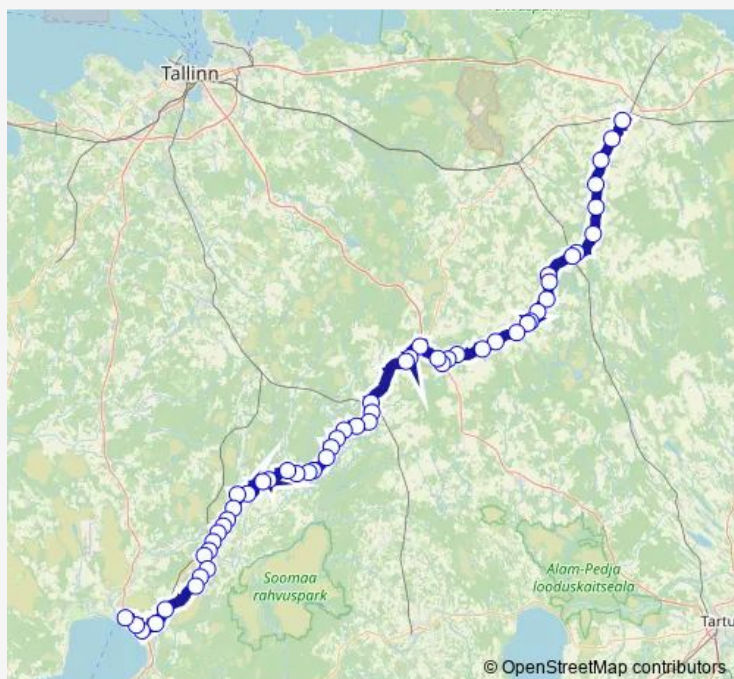 Tallinn
Soomaa
rahvuspark
Alam-Pedja
looduskaitseala
Tartu
© OpenStreetMap contributors